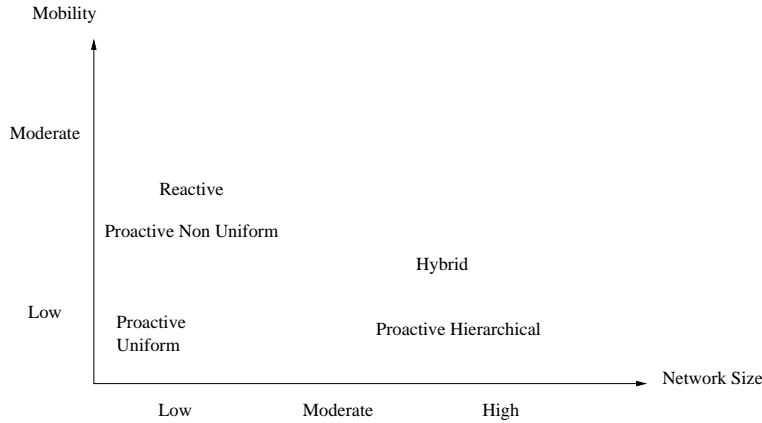 Mobility
Moderate
Reactive
Proactive Non Uniform
Hybrid
Low
Proactive
Uniform
Proactive Hierarchical
Network Size
Low
Moderate
High